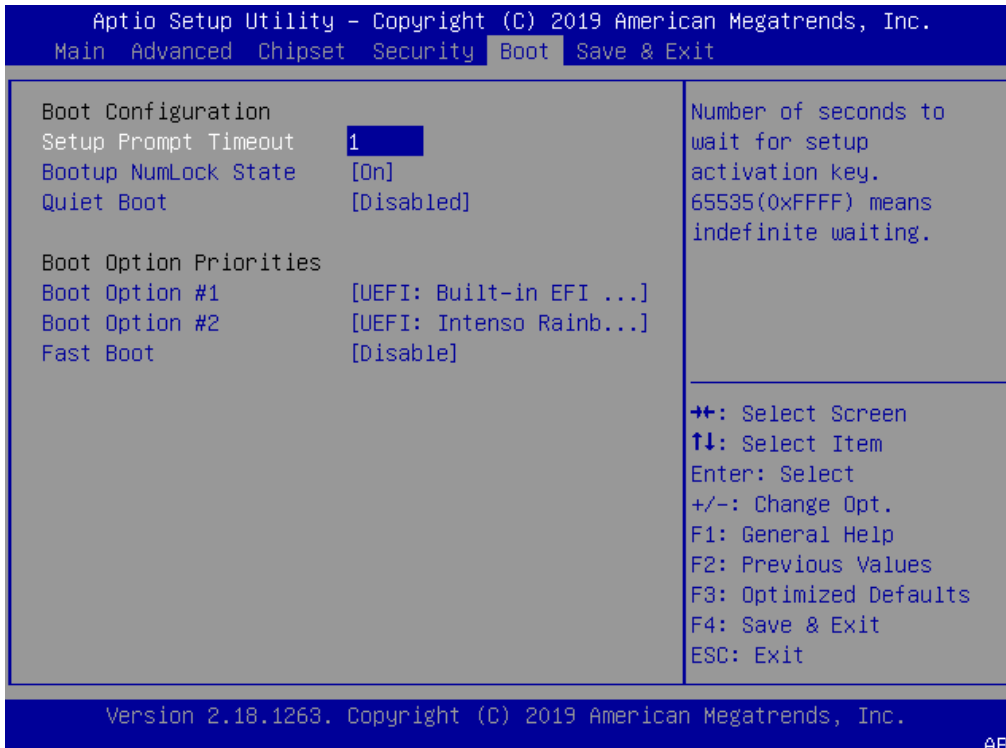 Aptio Setup Utility – Copyright (C) 2019 American Megatrends, Inc.
Main Advanced Chipset Security Boot Save & Exit
Boot Configuration
Setup Prompt Timeout 1
Bootup NumLock State [On]
Quiet Boot [Disabled]
Boot Option Priorities
Boot Option #1 [UEFI: Built-in EFI ...]
Boot Option #2 [UEFI: Intenso Rainb...]
Fast Boot [Disable]
Number of seconds to
wait for setup
activation key.
65535(0xFFFF) means
indefinite waiting.
→←: Select Screen
↑↓: Select Item
Enter: Select
+/-: Change Opt.
F1: General Help
F2: Previous Values
F3: Optimized Defaults
F4: Save & Exit
ESC: Exit
Version 2.18.1263. Copyright (C) 2019 American Megatrends, Inc.